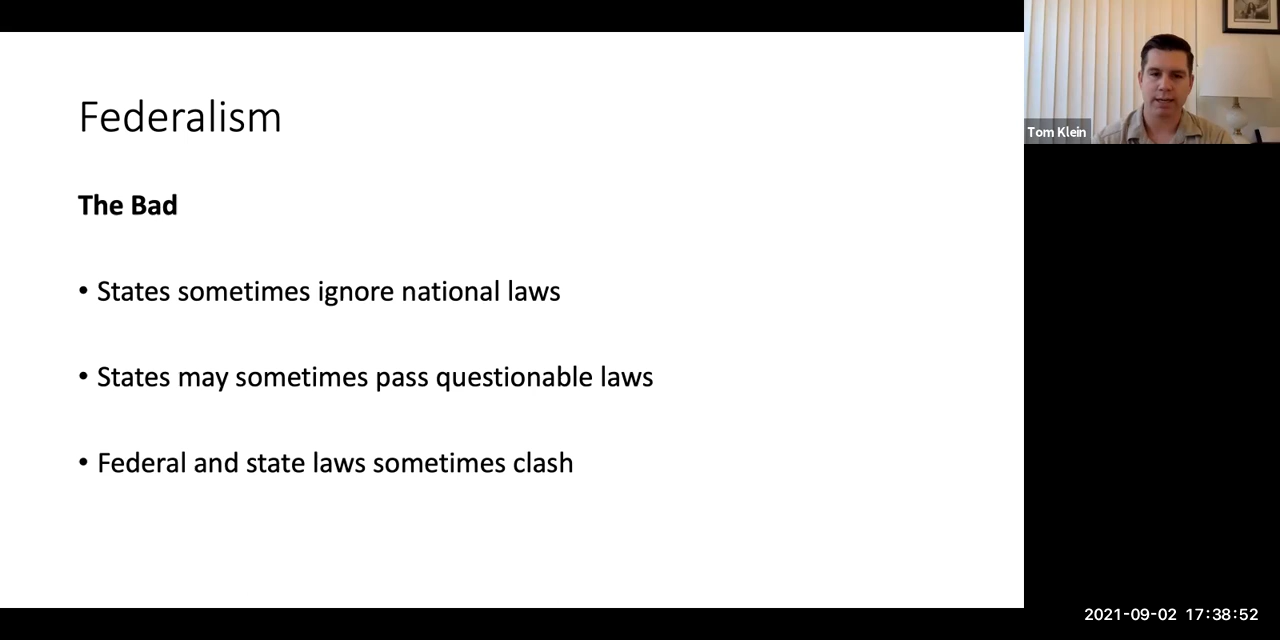 Federalism
The Bad
• States sometimes ignore national laws
• States may sometimes pass questionable laws
• Federal and state laws sometimes clash
Tom Klein
2021-09-02 17:38:52